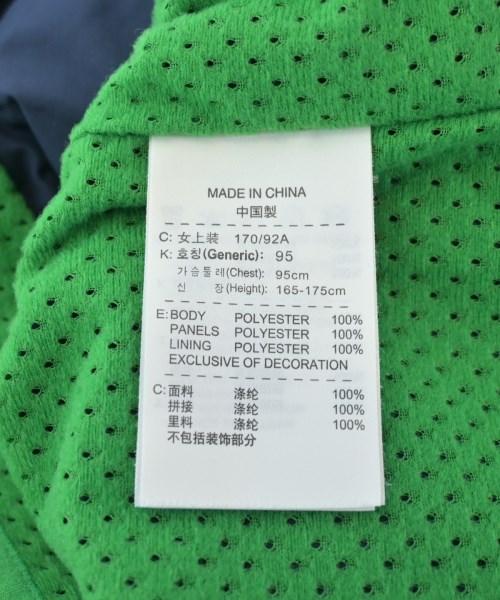 MADE IN CHINA
中国製
C: 女上装 170/92A
K: 호칭(Generic): 95
가슴둘레(Chest): 95cm
신 장(Height): 165-175cm
E: BODY POLYESTER 100%
PANELS POLYESTER 100%
LINING POLYESTER 100%
EXCLUSIVE OF DECORATION
C: 面料 涤纶 100%
拼接 涤纶 100%
里料 涤纶 100%
不包括装饰部分